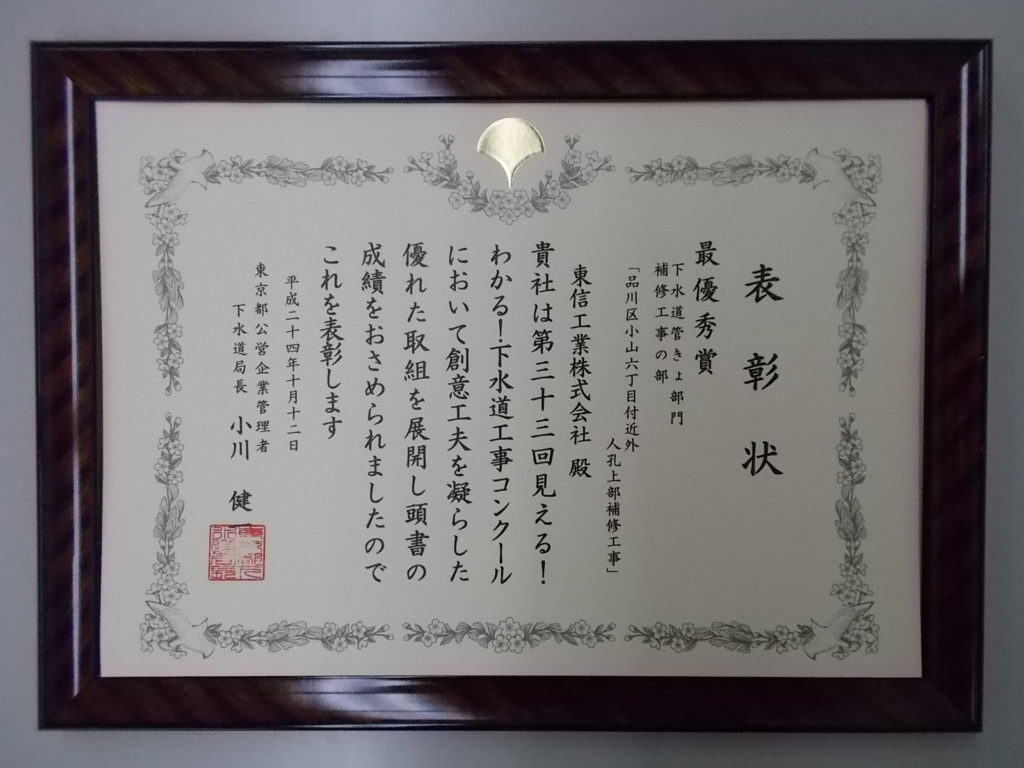 表彰状
最優秀賞
下水道管きょ部門
補修工事の部
「品川区小山六丁目付近外
人孔上部補修工事」
東信工業株式会社 殿
貴社は第三十三回見える！
わかる！下水道工事コンクール
において創意工夫を凝らした
優れた取組を展開し頭書の
成績をおさめられましたので
これを表彰します
平成二十四年十月十二日
東京都公営企業管理者
下水道局長 小川 健一